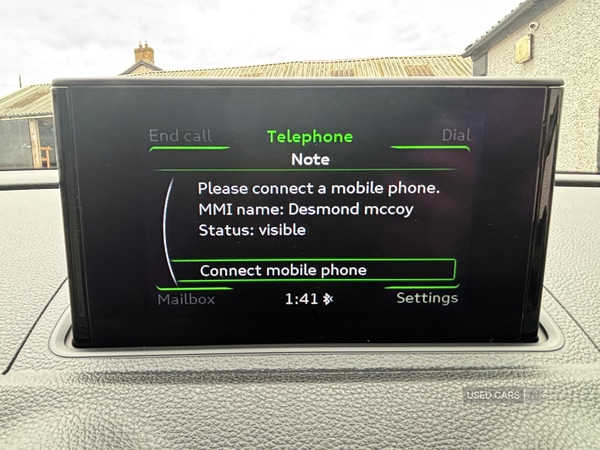 End call Telephone Dial
Note
Please connect a mobile phone.
MMI name: Desmond mccoy
Status: visible
Connect mobile phone
Mailbox 1:41 Settings
USED CARS